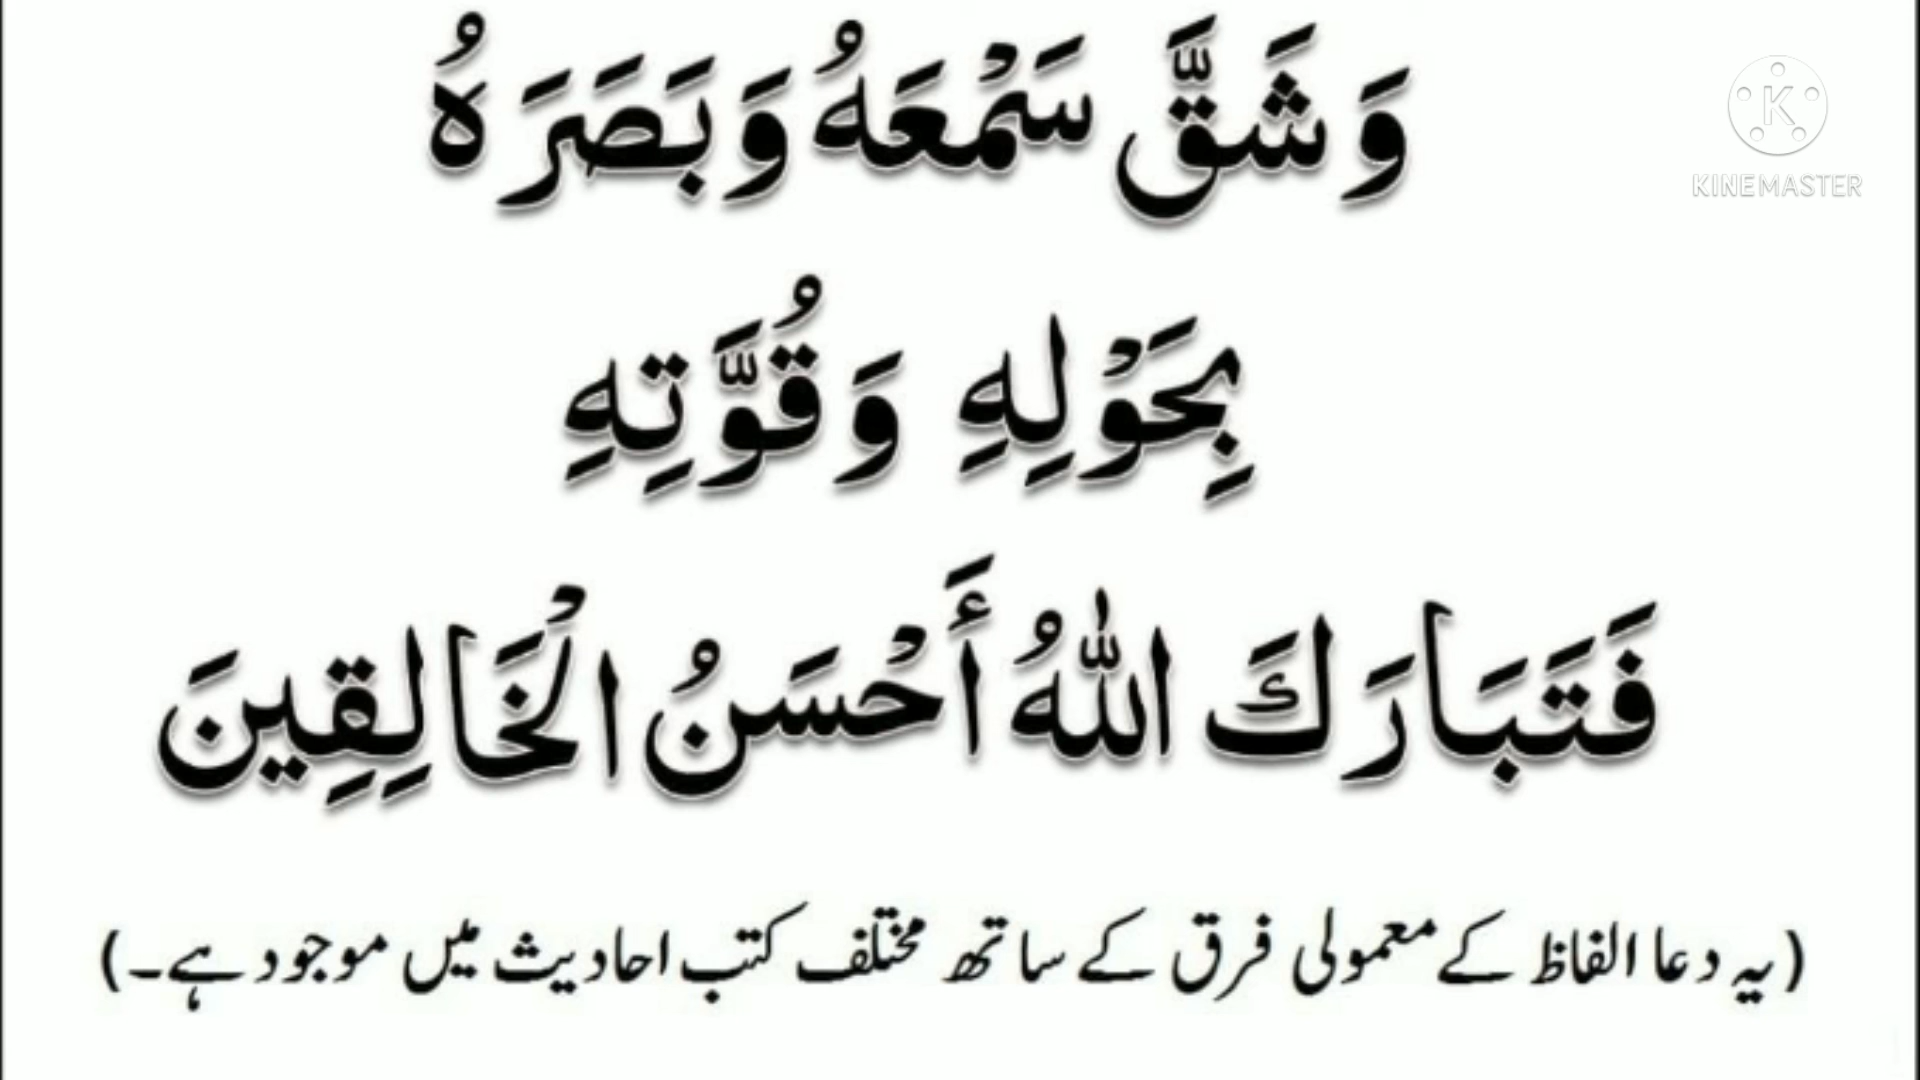 وَشَقَّ سَمْعَهُ وَبَصَرَهُ
KINEMASTER
بِحَوْلِهِ وَقُوَّتِهِ
فَتَبَارَكَ اللّٰهُ أَحْسَنُ الْخَالِقِينَ
(یہ دعا الفاظ کے معمولی فرق کے ساتھ مختلف کتب احادیث میں موجود ہے۔)